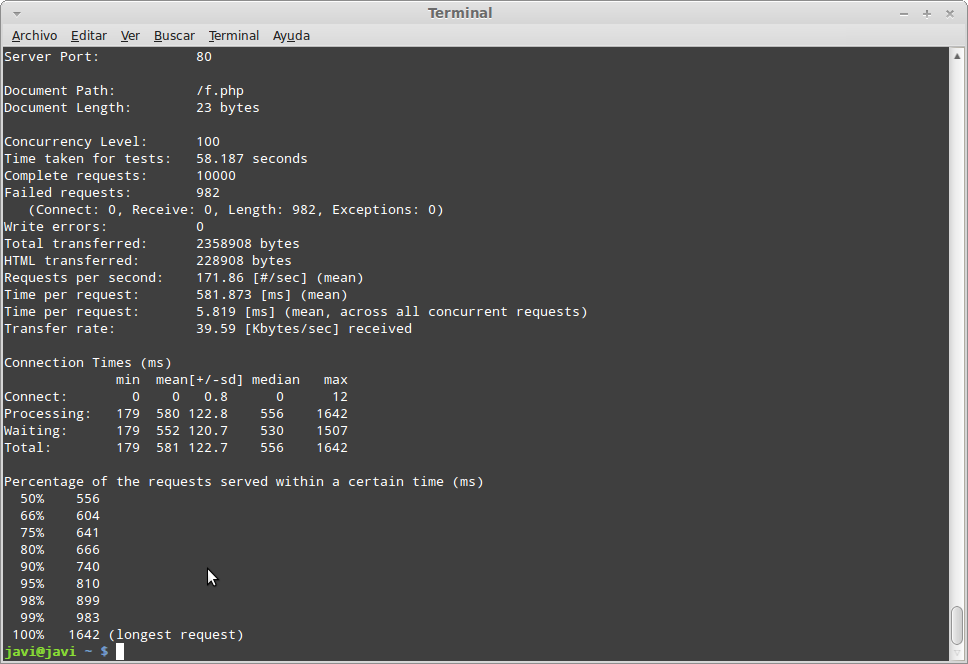 Terminal
Archivo Editar Ver Buscar Terminal Ayuda
Server Port:            80

Document Path:          /f.php
Document Length:        23 bytes

Concurrency Level:      100
Time taken for tests:   58.187 seconds
Complete requests:      10000
Failed requests:        982
   (Connect: 0, Receive: 0, Length: 982, Exceptions: 0)
Write errors:           0
Total transferred:      2358908 bytes
HTML transferred:       228908 bytes
Requests per second:    171.86 [#/sec] (mean)
Time per request:       581.873 [ms] (mean)
Time per request:       5.819 [ms] (mean, across all concurrent requests)
Transfer rate:          39.59 [Kbytes/sec] received

Connection Times (ms)
              min  mean[+/-sd] median   max
Connect:        0    0   0.8      0      12
Processing:   179  580 122.8    556    1642
Waiting:      179  552 120.7    530    1507
Total:        179  581 122.7    556    1642

Percentage of the requests served within a certain time (ms)
  50%    556
  66%    604
  75%    641
  80%    666
  90%    740
  95%    810
  98%    899
  99%    983
 100%   1642 (longest request)
javi@javi ~ $